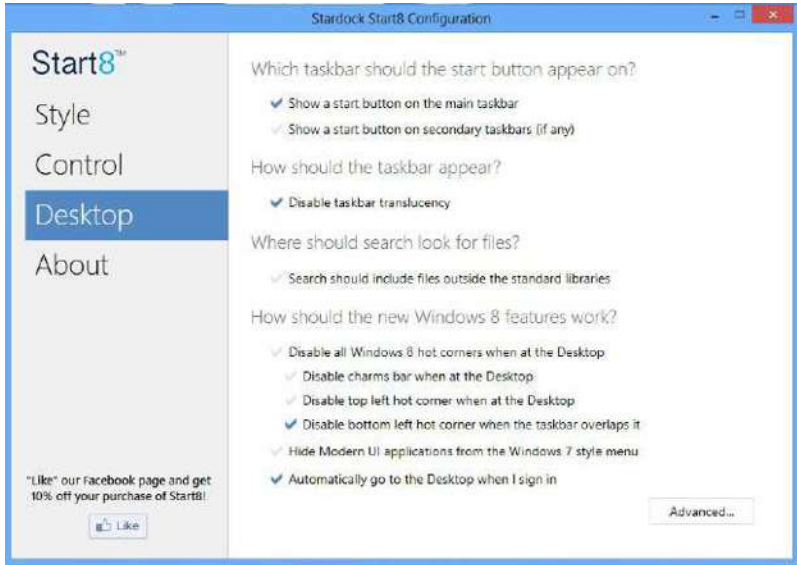 Stardock Start8 Configuration
Start8™
Style
Control
Desktop
About
"Like" our Facebook page and get
10% off your purchase of Start8!
Like
Which taskbar should the start button appear on?
Show a start button on the main taskbar
Show a start button on secondary taskbars (if any)
How should the taskbar appear?
Disable taskbar translucency
Where should search look for files?
Search should include files outside the standard libraries
How should the new Windows 8 features work?
Disable all Windows 8 hot corners when at the Desktop
Disable charms bar when at the Desktop
Disable top left hot corner when at the Desktop
Disable bottom left hot corner when the taskbar overlaps it
Hide Modern UI applications from the Windows 7 style menu
Automatically go to the Desktop when I sign in
Advanced...